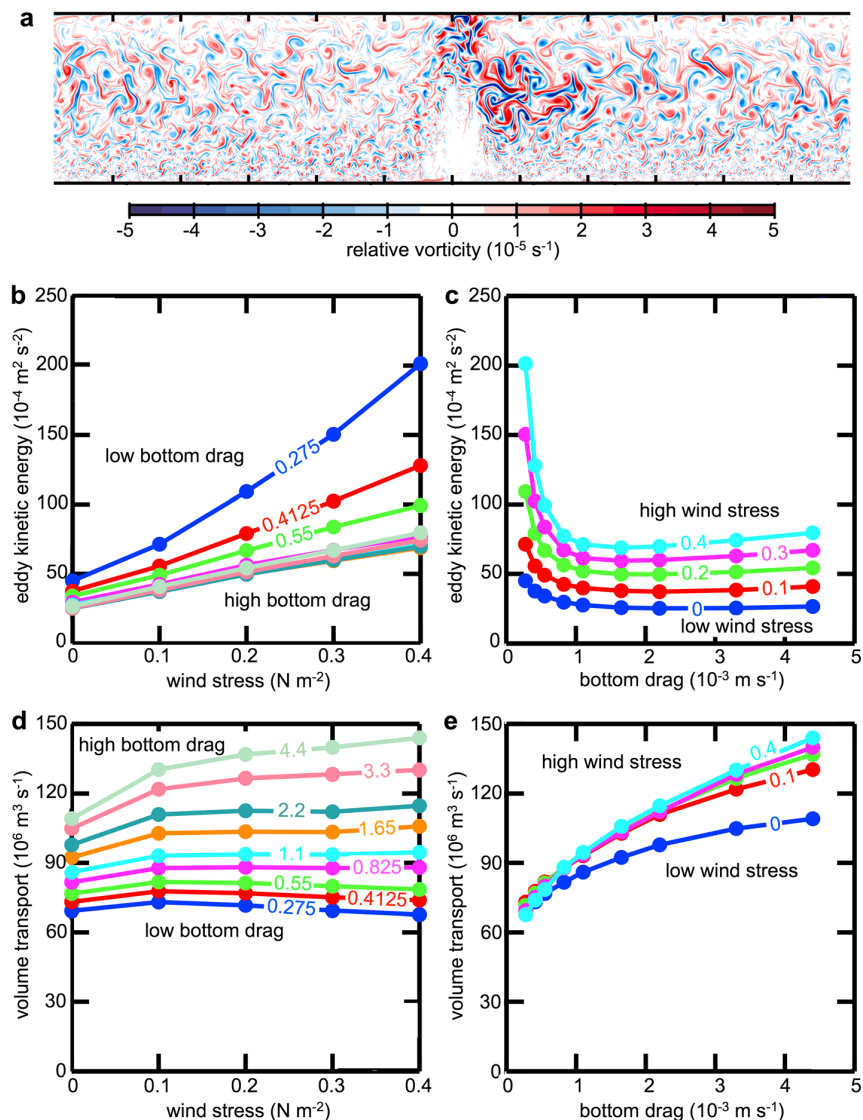 a
-5 -4 -3 -2 -1 0 1 2 3 4 5
relative vorticity (10-5 s-1)
b
250
200
150
100
50
0
eddy kinetic energy (10-4 m2 s-2)
low bottom drag
0.275
0.4125
0.55
high bottom drag
0 0.1 0.2 0.3 0.4
wind stress (N m-2)
c
250
200
150
100
50
0
eddy kinetic energy (10-4 m2 s-2)
high wind stress
0.4
0.3
0.2
0.1
0
low wind stress
0 1 2 3 4 5
bottom drag (10-3 m s-1)
d
150
120
90
60
30
0
volume transport (106 m3 s-1)
high bottom drag
4.4
3.3
2.2
1.65
1.1
0.825
0.55
0.4125
0.275
low bottom drag
0 0.1 0.2 0.3 0.4
wind stress (N m-2)
e
150
120
90
60
30
0
volume transport (106 m3 s-1)
high wind stress
0.4
0.1
0
low wind stress
0 1 2 3 4 5
bottom drag (10-3 m s-1)